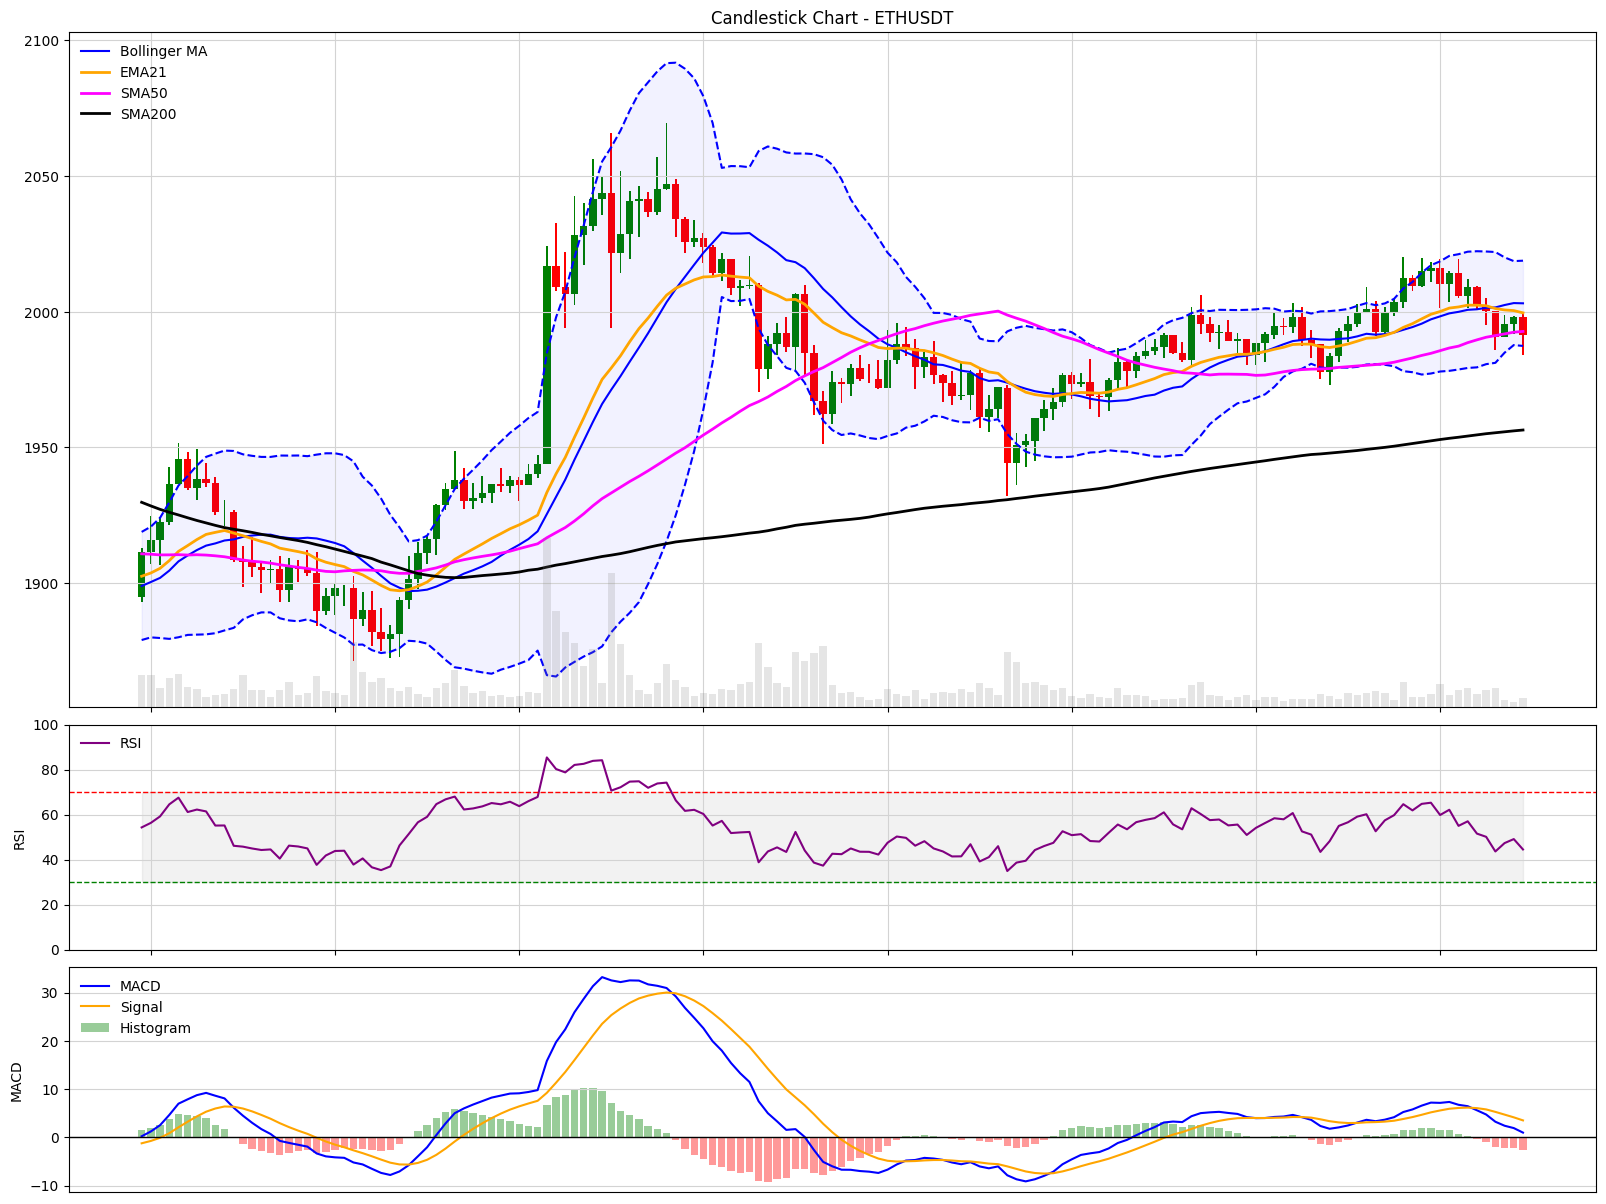 Candlestick Chart - ETHUSDT
2100
2050
2000
1950
1900
Bollinger MA
EMA21
SMA50
SMA200
100
80
60
40
20
0
RSI
RSI
30
20
10
0
−10
MACD
MACD
Signal
Histogram